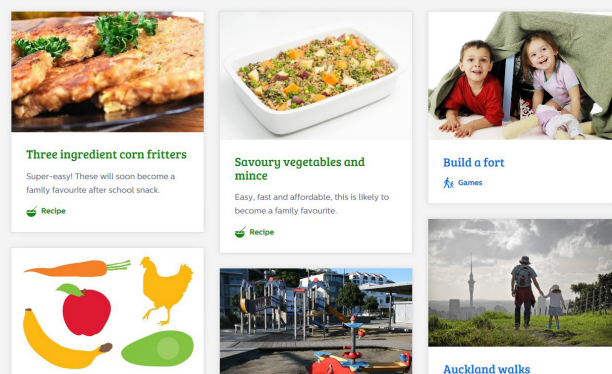 Three ingredient corn fritters
Super-easy! These will soon become a
family favourite after school snack.
Recipe
Savoury vegetables and
mince
Easy, fast and affordable, this is likely to
become a family favourite.
Recipe
Build a fort
Games
Auckland walks